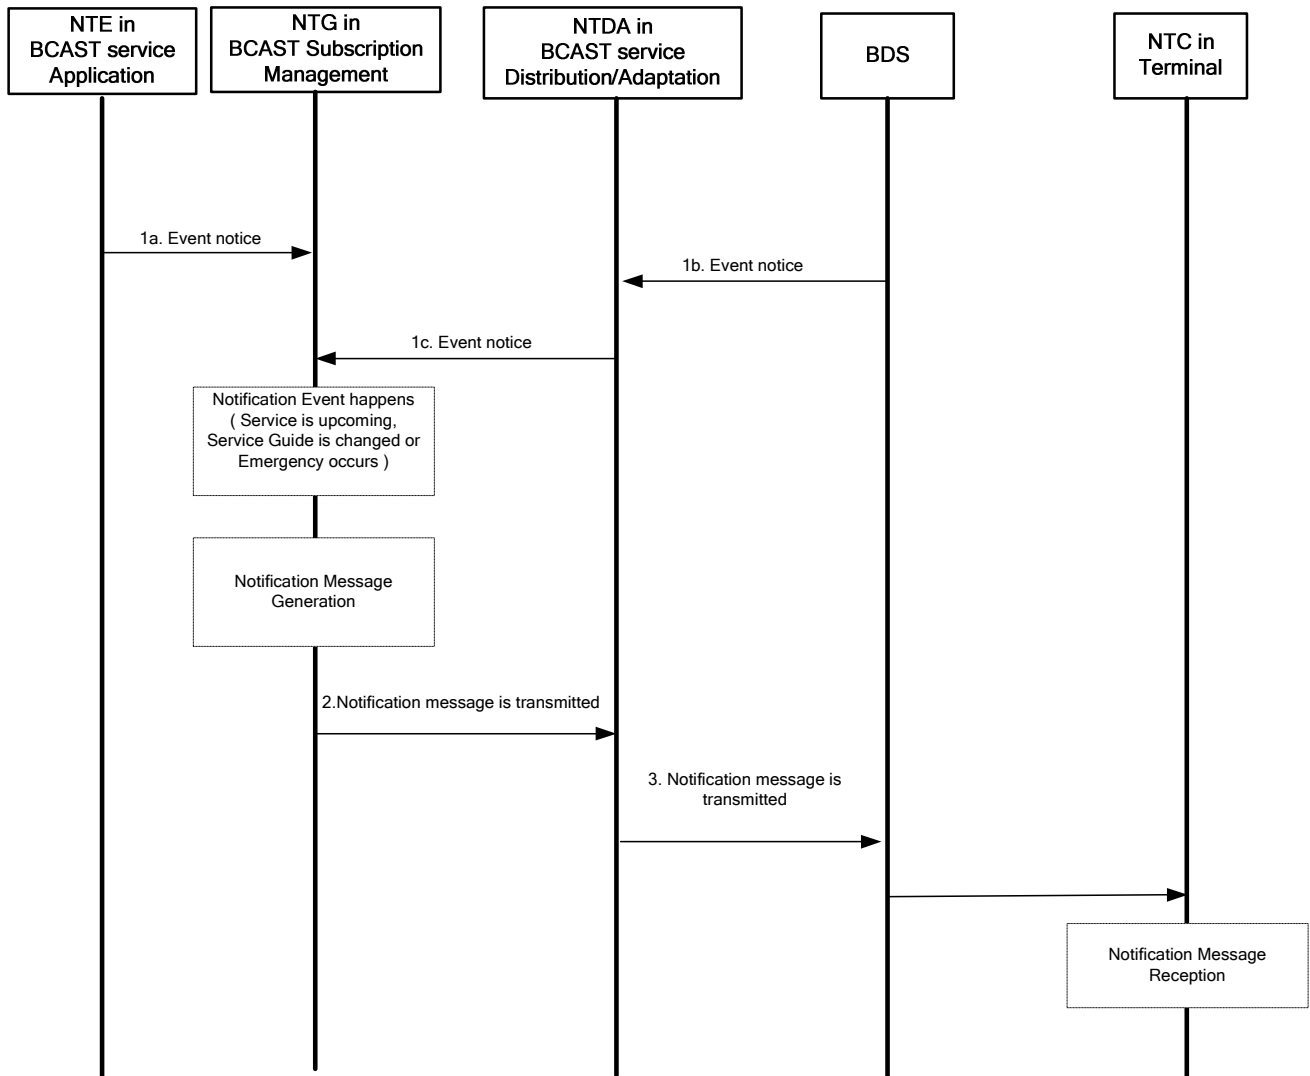 NTE in
BCAST service
Application
NTG in
BCAST Subscription
Management
NTDA in
BCAST service
Distribution/Adaptation
BDS
NTC in
Terminal
1a. Event notice
1b. Event notice
1c. Event notice
Notification Event happens
( Service is upcoming,
Service Guide is changed or
Emergency occurs )
Notification Message
Generation
2.Notification message is transmitted
3. Notification message is
transmitted
Notification Message
Reception